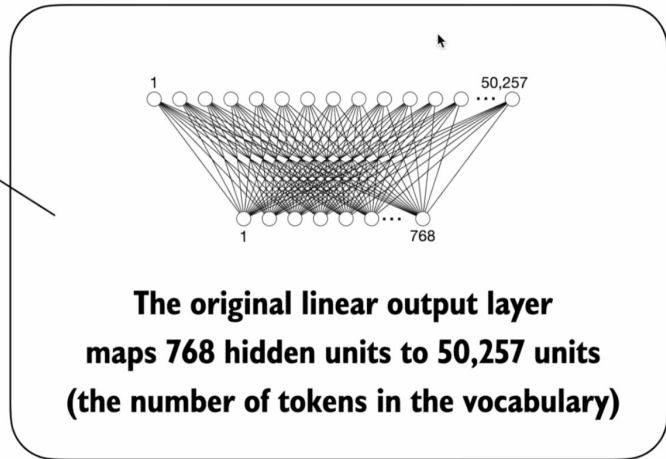 1 50,257
1 768
The original linear output layer
maps 768 hidden units to 50,257 units
(the number of tokens in the vocabulary)